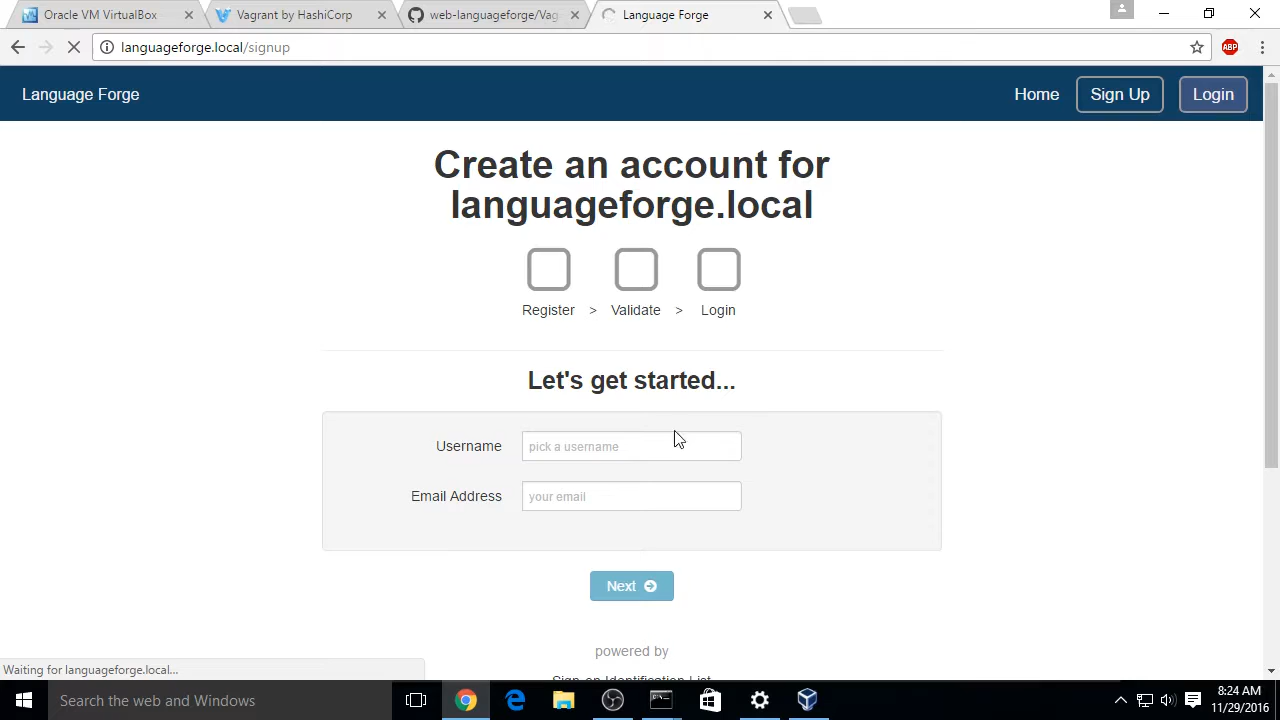 Oracle VM VirtualBox
Vagrant by HashiCorp
web-languageforge/Vag
Language Forge
languageforge.local/signup
ABP
Language Forge
Home
Sign Up
Login
Create an account for
languageforge.local
Register > Validate > Login
Let's get started...
Username
pick a username
Email Address
your email
Next
powered by
Waiting for languageforge.local...
Search the web and Windows
8:24 AM
11/29/2016